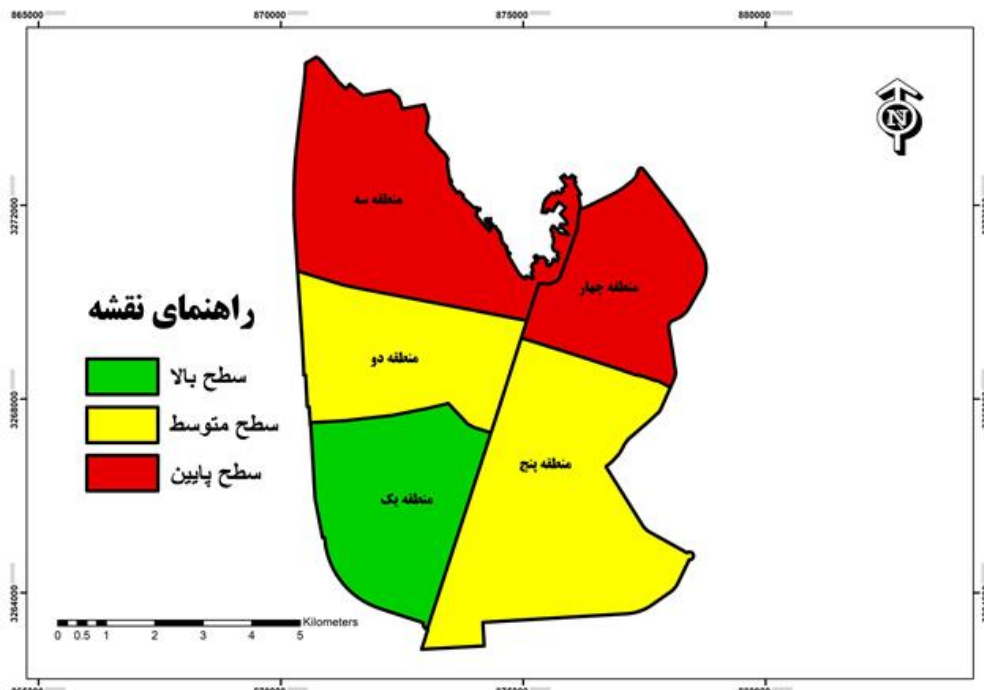 865000 870000 875000 880000
N
3272000
منطقه سه
منطقه چهار
راهنمای نقشه
منطقه دو
سطح بالا
3268000
سطح متوسط
منطقه پنج
سطح پایین
منطقه یک
3264000
Kilometers
0 0.5 1 2 3 4 5